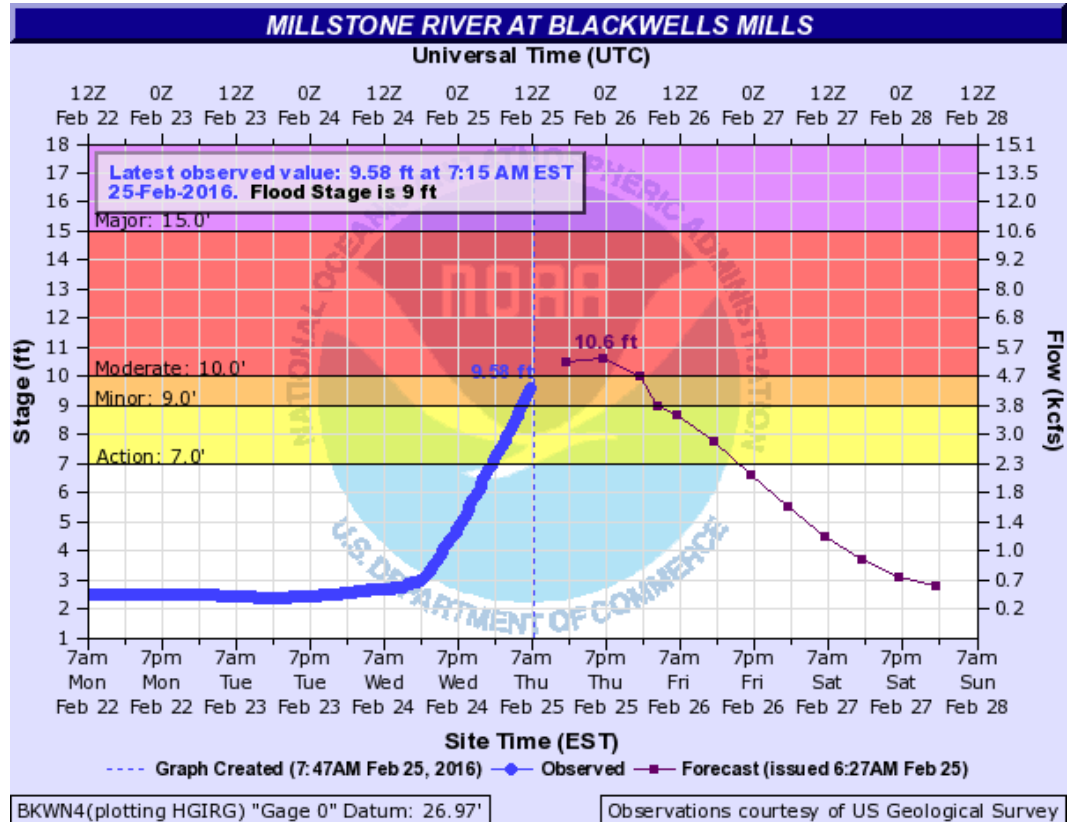 MILLSTONE RIVER AT BLACKWELLS MILLS
Universal Time (UTC)
12Z 0Z 12Z 0Z 12Z 0Z 12Z 0Z 12Z 0Z 12Z 0Z 12Z
Feb 22 Feb 23 Feb 23 Feb 24 Feb 24 Feb 25 Feb 25 Feb 26 Feb 26 Feb 27 Feb 27 Feb 28 Feb 28
Latest observed value: 9.58 ft at 7:15 AM EST
25-Feb-2016. Flood Stage is 9 ft
Major: 15.0'
Moderate: 10.0'
Minor: 9.0'
Action: 7.0'
9.58 ft
10.6 ft
NATIONAL OCEANIC AND ATMOSPHERIC ADMINISTRATION
NOAA
U.S. DEPARTMENT OF COMMERCE
Stage (ft)
18
17
16
15
14
13
12
11
10
9
8
7
6
5
4
3
2
1
Flow (kcfs)
15.1
13.5
12.0
10.6
9.2
8.0
6.8
5.7
4.7
3.8
3.0
2.3
1.8
1.4
1.0
0.7
0.2
7am 7pm 7am 7pm 7am 7pm 7am 7pm 7am 7pm 7am 7pm 7am
Mon Mon Tue Tue Wed Wed Thu Thu Fri Fri Sat Sat Sun
Feb 22 Feb 22 Feb 23 Feb 23 Feb 24 Feb 24 Feb 25 Feb 25 Feb 26 Feb 26 Feb 27 Feb 27 Feb 28
Site Time (EST)
Graph Created (7:47AM Feb 25, 2016) Observed Forecast (issued 6:27AM Feb 25)
BKWN4(plotting HGIRG) "Gage 0" Datum: 26.97'
Observations courtesy of US Geological Survey